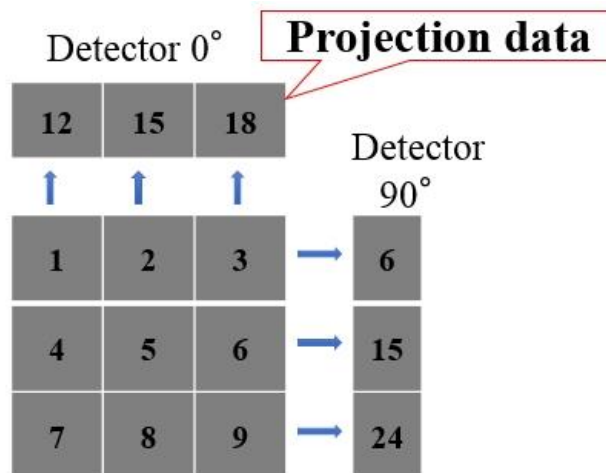 Detector 0°
Projection data
12 15 18
Detector
90°
1 2 3 6
4 5 6 15
7 8 9 24